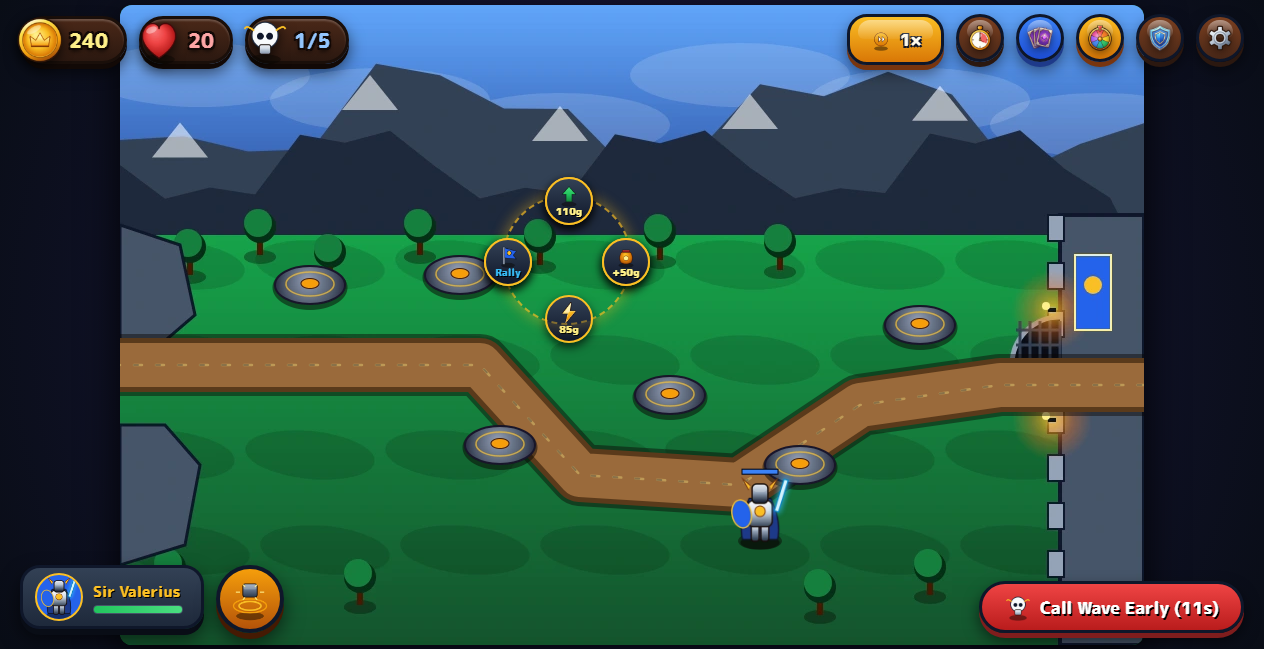 240
20
1/5
1x
110g
Rally
+50g
85g
Sir Valerius
Call Wave Early (11s)